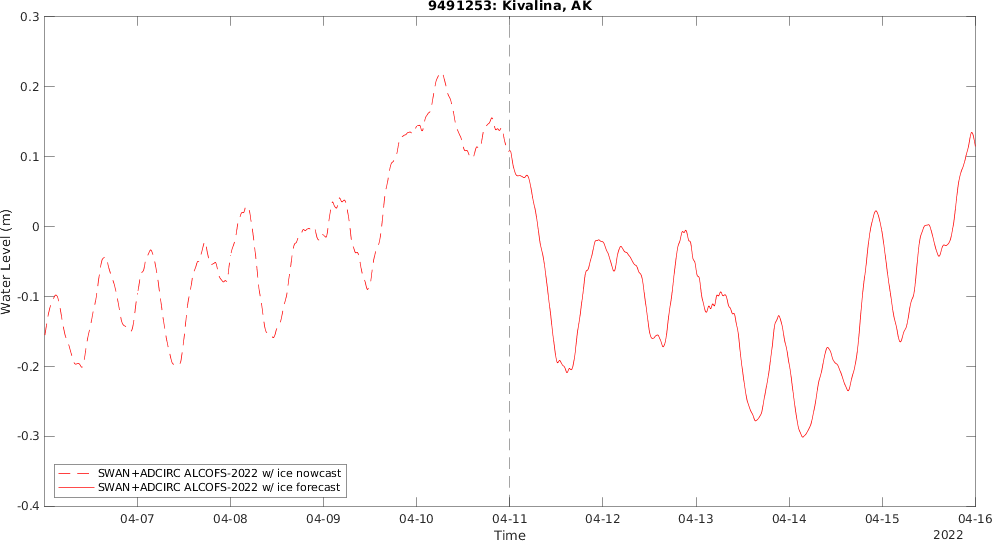 9491253: Kivalina, AK
0.3
0.2
0.1
0
-0.1
-0.2
-0.3
-0.4
Water Level (m)
SWAN+ADCIRC ALCOFS-2022 w/ ice nowcast
SWAN+ADCIRC ALCOFS-2022 w/ ice forecast
04-07 04-08 04-09 04-10 04-11 04-12 04-13 04-14 04-15 04-16
Time
2022